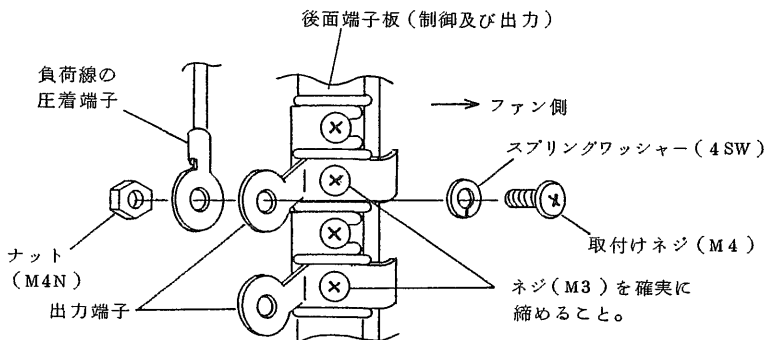 後面端子板(制御及び出力)
負荷線の
圧着端子
ファン側
スプリングワッシャー(4SW)
ナット
(M4N)
取付けネジ(M4)
出力端子
ネジ(M3)を確実に
締めること。